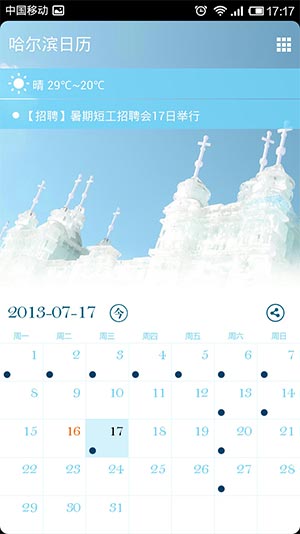 中国移动 17:17
哈尔滨日历
晴 29℃~20℃
【招聘】暑期短工招聘会17日举行
2013-07-17 今
周一 周二 周三 周四 周五 周六 周日
1 2 3 4 5 6 7
8 9 10 11 12 13 14
15 16 17 18 19 20 21
22 23 24 25 26 27 28
29 30 31